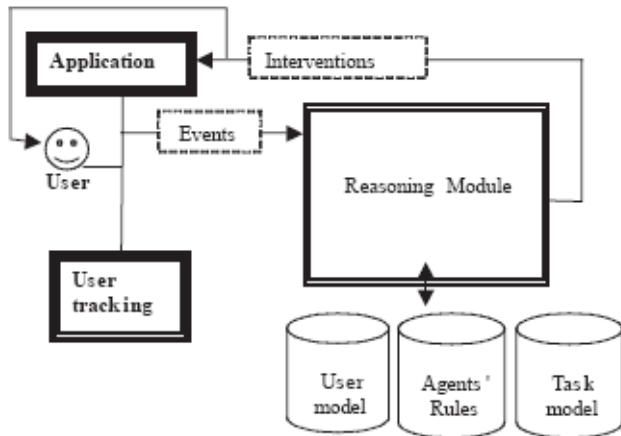 Application
Interventions
Events
User
Reasoning Module
User
tracking
User
model
Agents'
Rules
Task
model